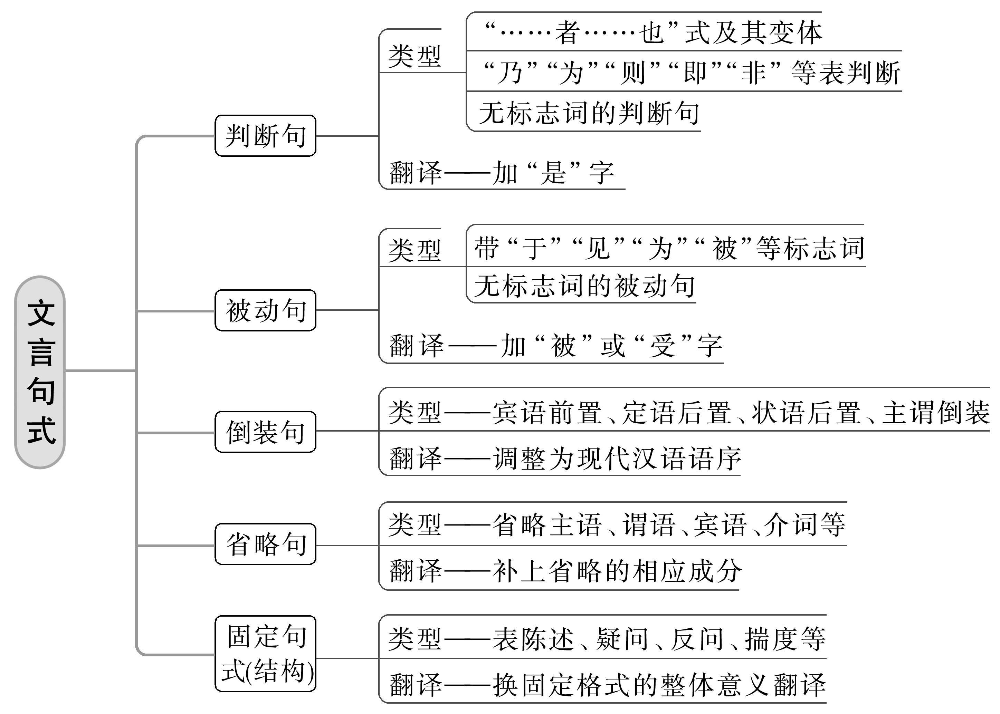 文言句式
判断句
类型
“……者……也”式及其变体
“乃”“为”“则”“即”“非”等表判断
无标志词的判断句
翻译——加“是”字
被动句
类型
带“于”“见”“为”“被”等标志词
无标志词的被动句
翻译——加“被”或“受”字
倒装句
类型——宾语前置、定语后置、状语后置、主谓倒装
翻译——调整为现代汉语语序
省略句
类型——省略主语、谓语、宾语、介词等
翻译——补上省略的相应成分
固定句
式(结构)
类型——表陈述、疑问、反问、揣度等
翻译——换固定格式的整体意义翻译